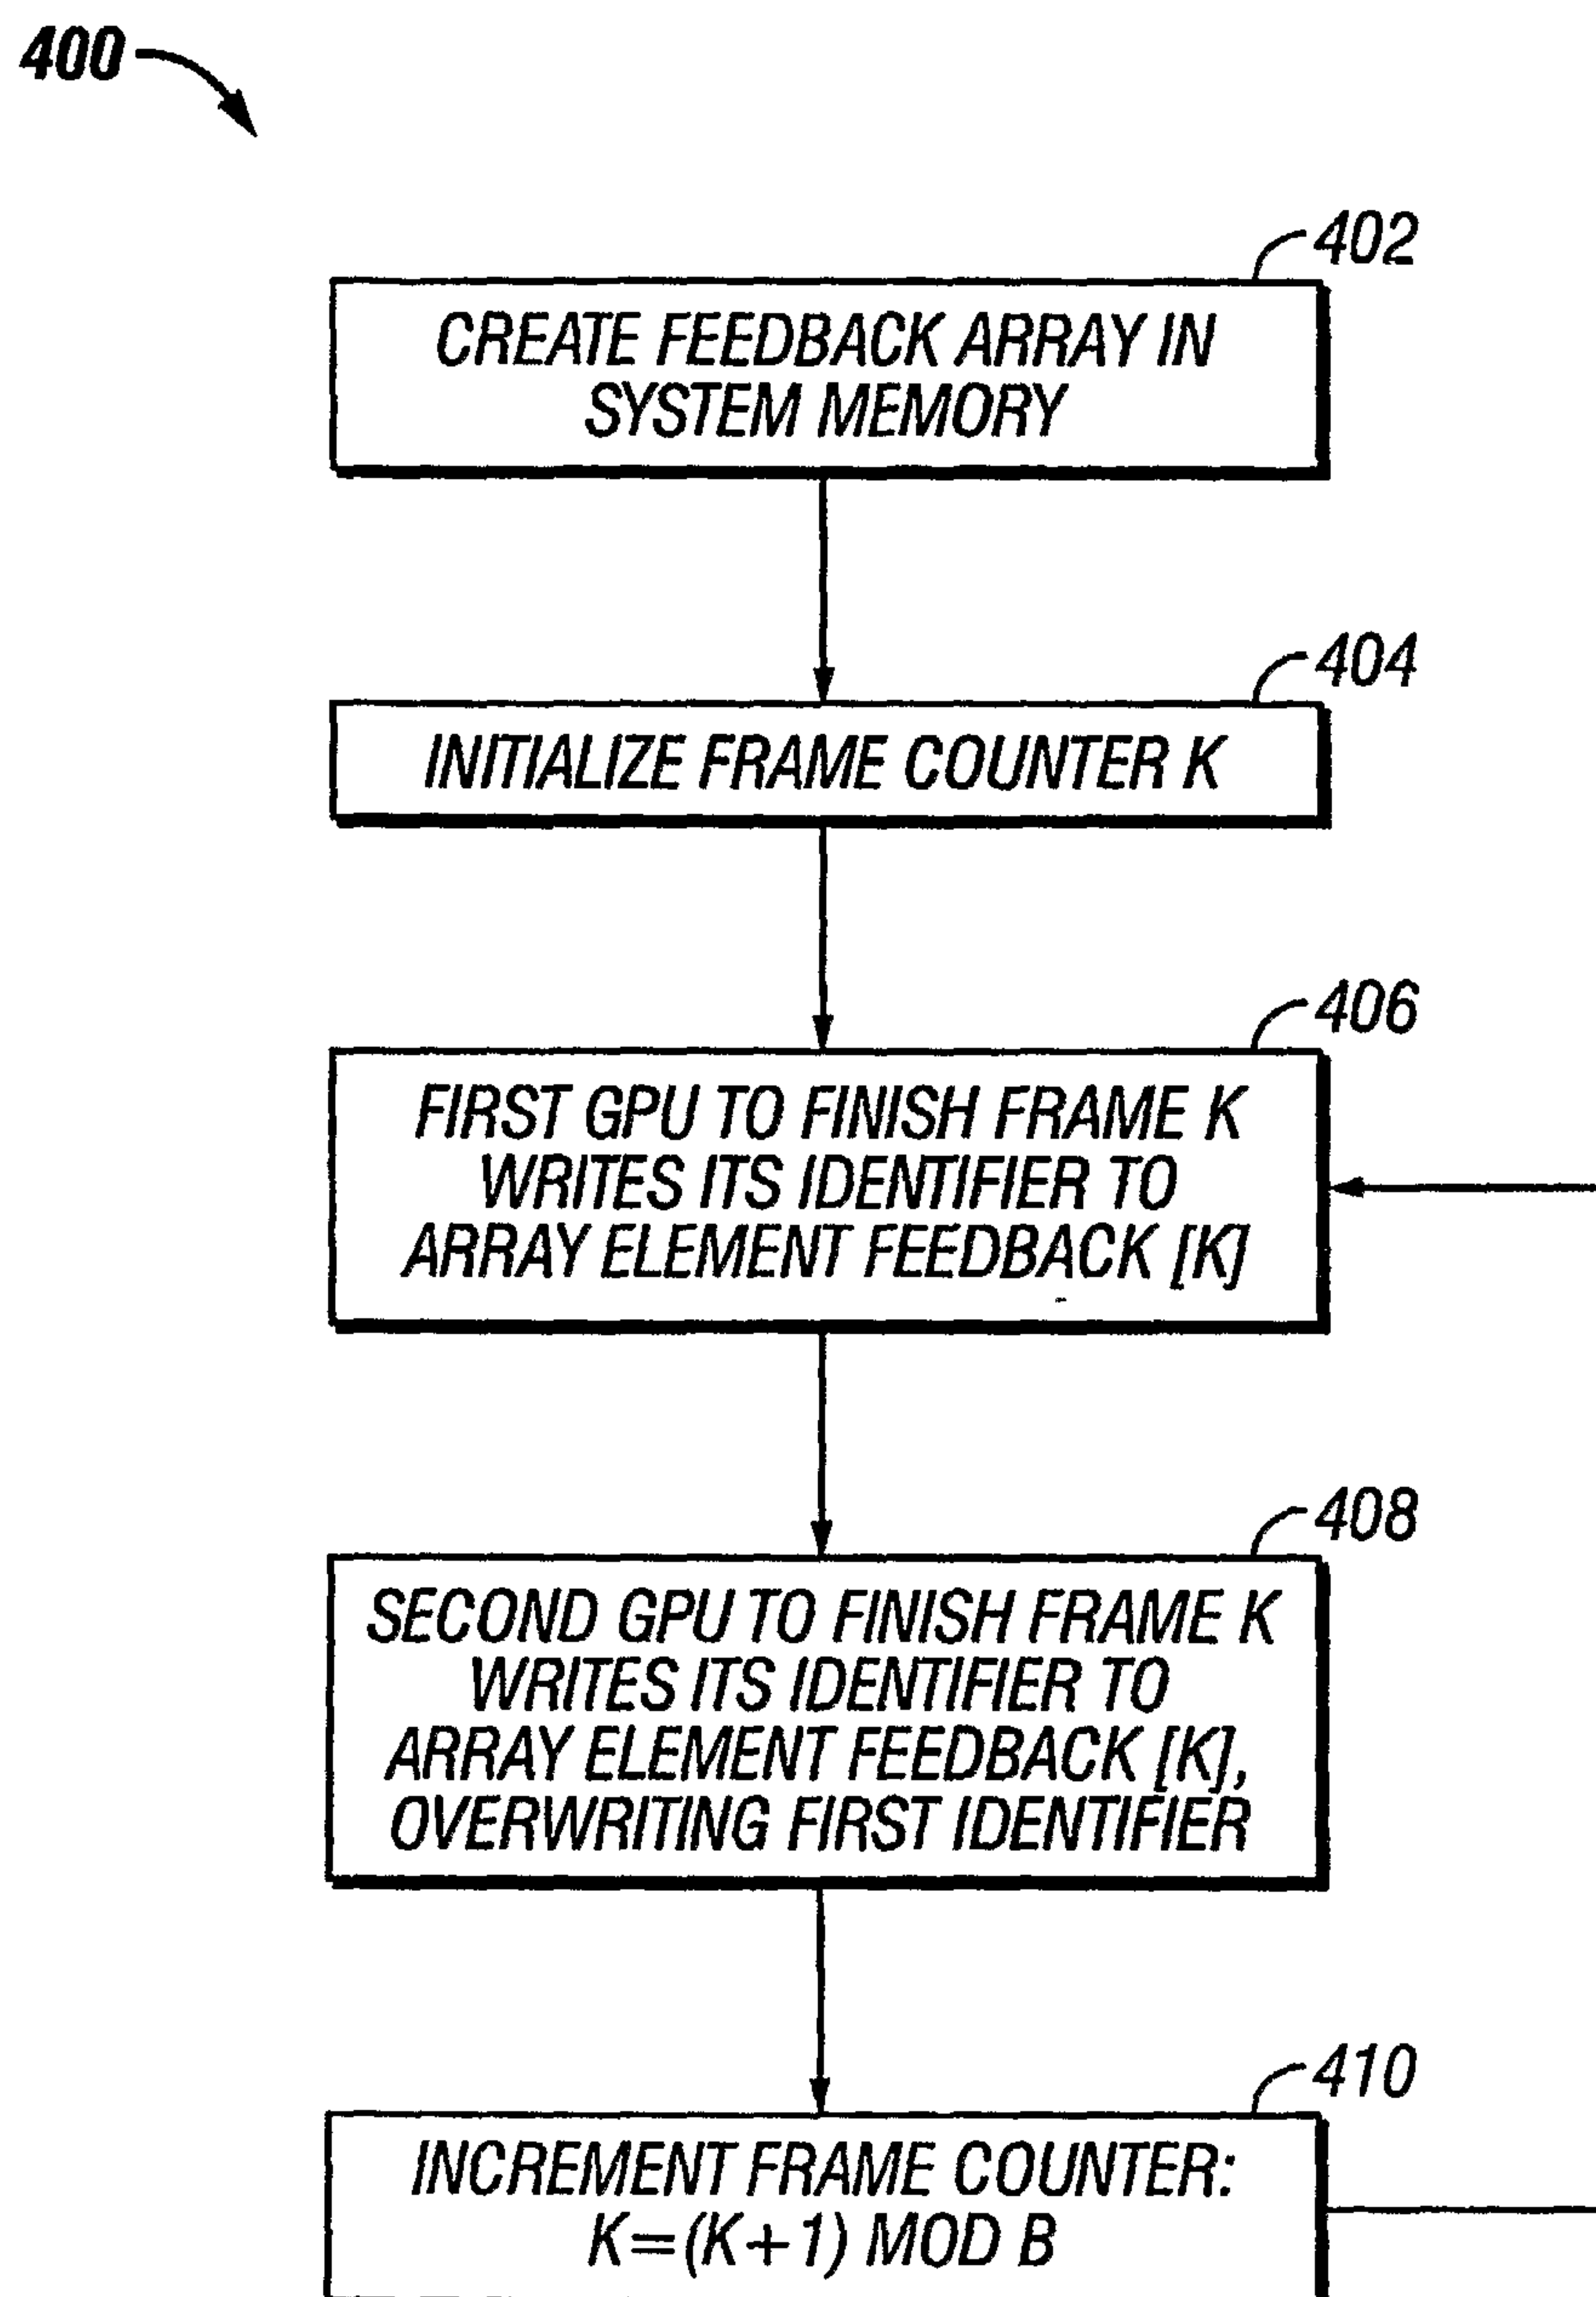 400
402
CREATE FEEDBACK ARRAY IN
SYSTEM MEMORY
404
INITIALIZE FRAME COUNTER K
406
FIRST GPU TO FINISH FRAME K
WRITES ITS IDENTIFIER TO
ARRAY ELEMENT FEEDBACK [K]
408
SECOND GPU TO FINISH FRAME K
WRITES ITS IDENTIFIER TO
ARRAY ELEMENT FEEDBACK [K],
OVERWRITING FIRST IDENTIFIER
410
INCREMENT FRAME COUNTER:
K=(K+1) MOD B